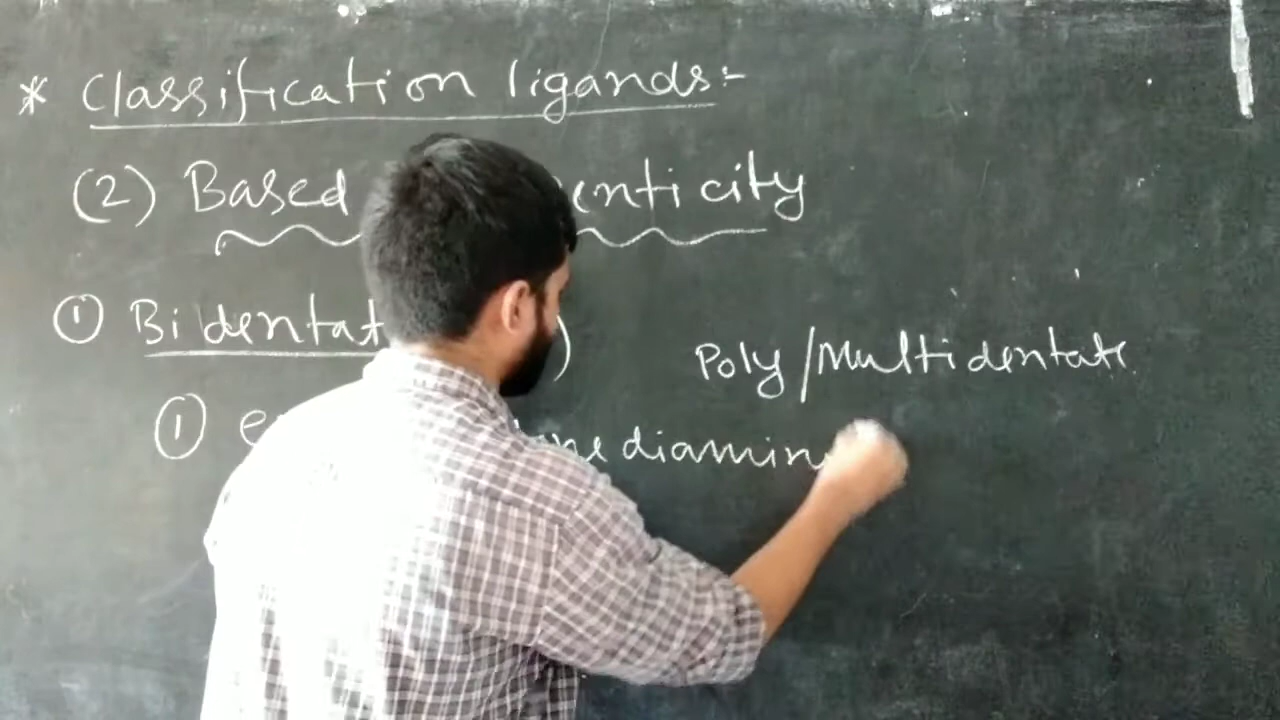 * Classification ligands:-
(2) Based enticity
① Bidentat )
Poly/Multidentate
① e ne diamin